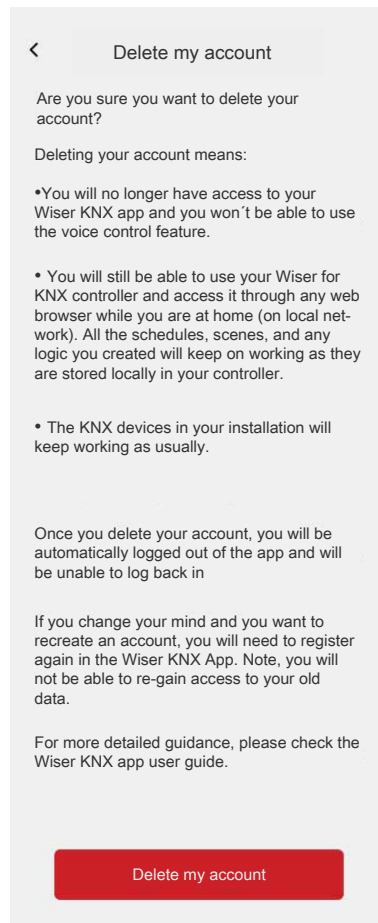 Delete my account
Are you sure you want to delete your
account?
Deleting your account means:
•You will no longer have access to your
Wiser KNX app and you won´t be able to use
the voice control feature.
• You will still be able to use your Wiser for
KNX controller and access it through any web
browser while you are at home (on local net-
work). All the schedules, scenes, and any
logic you created will keep on working as they
are stored locally in your controller.
• The KNX devices in your installation will
keep working as usually.
Once you delete your account, you will be
automatically logged out of the app and will
be unable to log back in
If you change your mind and you want to
recreate an account, you will need to register
again in the Wiser KNX App. Note, you will
not be able to re-gain access to your old
data.
For more detailed guidance, please check the
Wiser KNX app user guide.
Delete my account